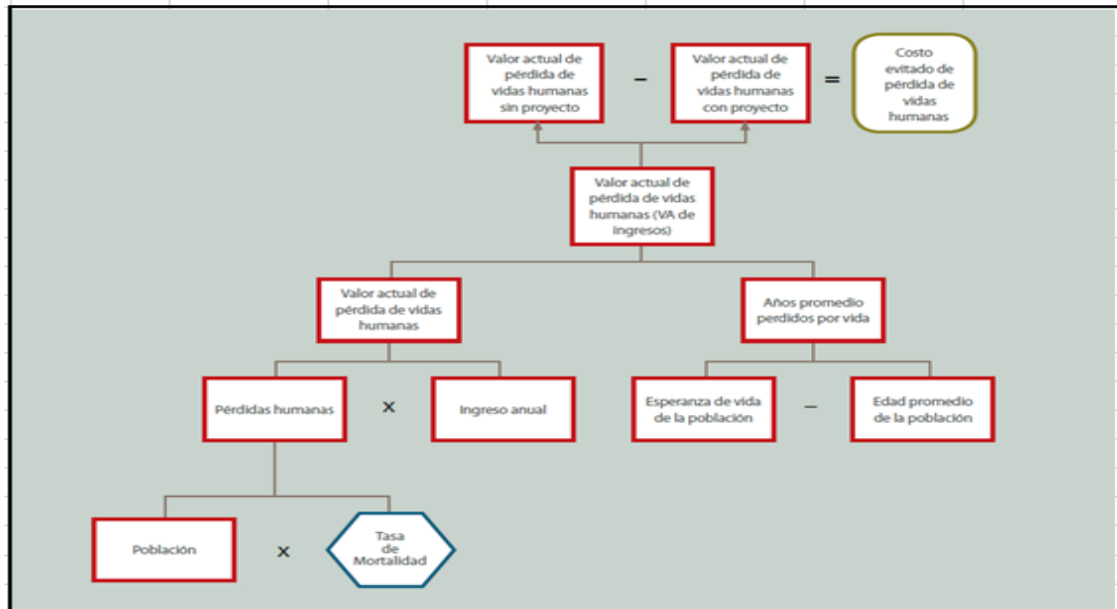 Valor actual de
pérdida de
vidas humanas
sin proyecto
–
Valor actual de
pérdida de
vidas humanas
con proyecto
=
Costo
evitado de
pérdida de
vidas
humanas
Valor actual de
pérdida de vidas
humanas (VA de
ingresos)
Valor actual de
pérdida de vidas
humanas
Años promedio
perdidos por vida
Pérdidas humanas
x
Ingreso anual
Esperanza de vida
de la población
–
Edad promedio
de la población
Población
x
Tasa
de
Mortalidad